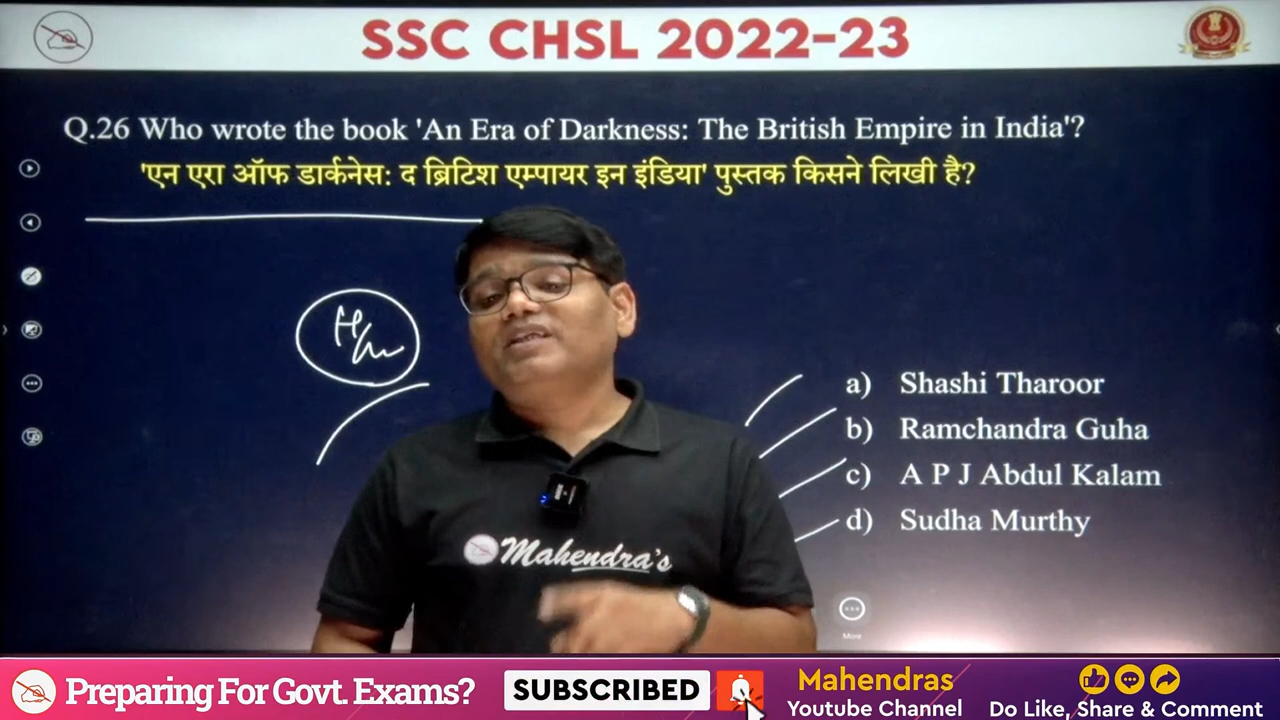 SSC CHSL 2022-23
Q.26 Who wrote the book 'An Era of Darkness: The British Empire in India'?
'एन एरा ऑफ डार्कनेस: द ब्रिटिश एम्पायर इन इंडिया' पुस्तक किसने लिखी है?
a) Shashi Tharoor
b) Ramchandra Guha
c) A P J Abdul Kalam
d) Sudha Murthy
Mahendra's
More
Preparing For Govt. Exams?
SUBSCRIBED
Mahendras
Youtube Channel
Do Like, Share & Comment